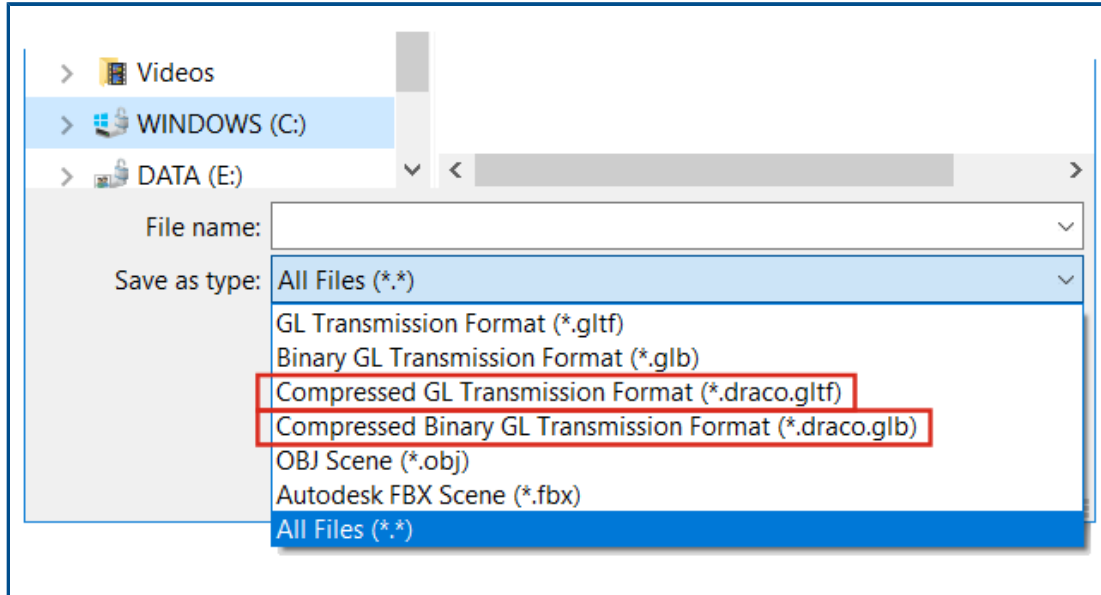 Videos
WINDOWS (C:)
DATA (E:)
File name:
Save as type: All Files (*.*)
GL Transmission Format (*.gltf)
Binary GL Transmission Format (*.glb)
Compressed GL Transmission Format (*.draco.gltf)
Compressed Binary GL Transmission Format (*.draco.glb)
OBJ Scene (*.obj)
Autodesk FBX Scene (*.fbx)
All Files (*.*)